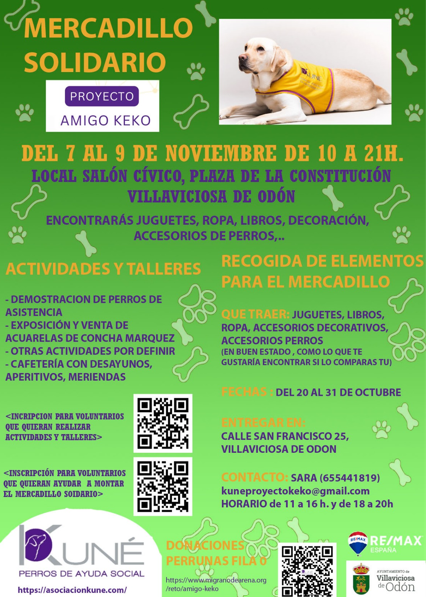 MERCADILLO
SOLIDARIO
PROYECTO
AMIGO KEKO
DEL 7 AL 9 DE NOVIEMBRE DE 10 A 21H.
LOCAL SALÓN CÍVICO, PLAZA DE LA CONSTITUCIÓN
VILLAVICIOSA DE ODÓN
ENCONTRARÁS JUGUETES, ROPA, LIBROS, DECORACIÓN,
ACCESORIOS DE PERROS,..
ACTIVIDADES Y TALLERES
- DEMOSTRACION DE PERROS DE
ASISTENCIA
- EXPOSICIÓN Y VENTA DE
ACUARELAS DE CONCHA MARQUEZ
- OTRAS ACTIVIDADES POR DEFINIR
- CAFETERÍA CON DESAYUNOS,
APERITIVOS, MERIENDAS
<INCRIPCION PARA VOLUNTARIOS
QUE QUIERAN REALIZAR
ACTIVIDADES Y TALLERES>
<INSCRIPCIÓN PARA VOLUNTARIOS
QUE QUIERAN AYUDAR A MONTAR
EL MERCADILLO SOIDARIO>
RECOGIDA DE ELEMENTOS
PARA EL MERCADILLO
QUE TRAER: JUGUETES, LIBROS,
ROPA, ACCESORIOS DECORATIVOS,
ACCESORIOS PERROS
(EN BUEN ESTADO , COMO LO QUE TE
GUSTARÍA ENCONTRAR SI LO COMPARAS TU)
FECHAS : DEL 20 AL 31 DE OCTUBRE
ENTREGAR EN:
CALLE SAN FRANCISCO 25,
VILLAVICIOSA DE ODON
CONTACTO: SARA (655441819)
kuneproyectokeko@gmail.com
HORARIO de 11 a 16 h. y de 18 a 20h
KUNÉ
PERROS DE AYUDA SOCIAL
https://asociacionkune.com/
DONACIONES
PERRUNAS FILA 0
https://www.migranodearena.org
/reto/amigo-keko
RE/MAX
ESPAÑA
AYUNTAMIENTO de
Villaviciosa
de Odón